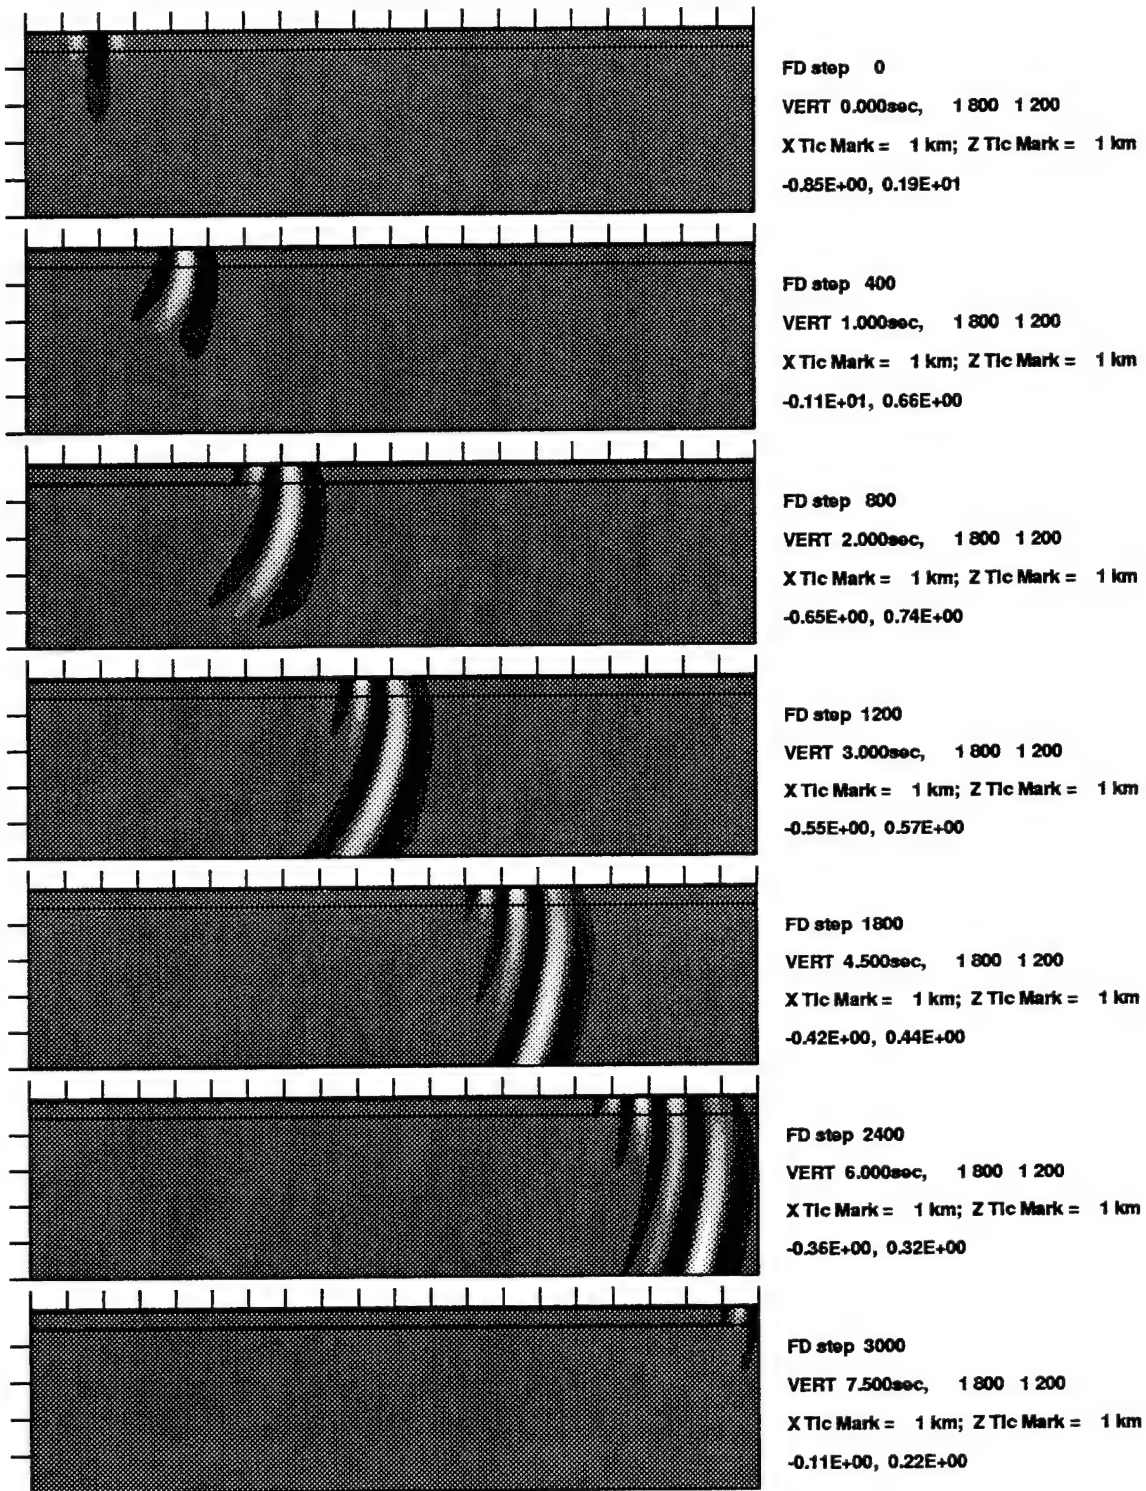 FD step 0
VERT 0.000sec, 1 800 1 200
X Tic Mark = 1 km; Z Tic Mark = 1 km
-0.85E+00, 0.19E+01
FD step 400
VERT 1.000sec, 1 800 1 200
X Tic Mark = 1 km; Z Tic Mark = 1 km
-0.11E+01, 0.66E+00
FD step 800
VERT 2.000sec, 1 800 1 200
X Tic Mark = 1 km; Z Tic Mark = 1 km
-0.65E+00, 0.74E+00
FD step 1200
VERT 3.000sec, 1 800 1 200
X Tic Mark = 1 km; Z Tic Mark = 1 km
-0.55E+00, 0.57E+00
FD step 1800
VERT 4.500sec, 1 800 1 200
X Tic Mark = 1 km; Z Tic Mark = 1 km
-0.42E+00, 0.44E+00
FD step 2400
VERT 6.000sec, 1 800 1 200
X Tic Mark = 1 km; Z Tic Mark = 1 km
-0.36E+00, 0.32E+00
FD step 3000
VERT 7.500sec, 1 800 1 200
X Tic Mark = 1 km; Z Tic Mark = 1 km
-0.11E+00, 0.22E+00